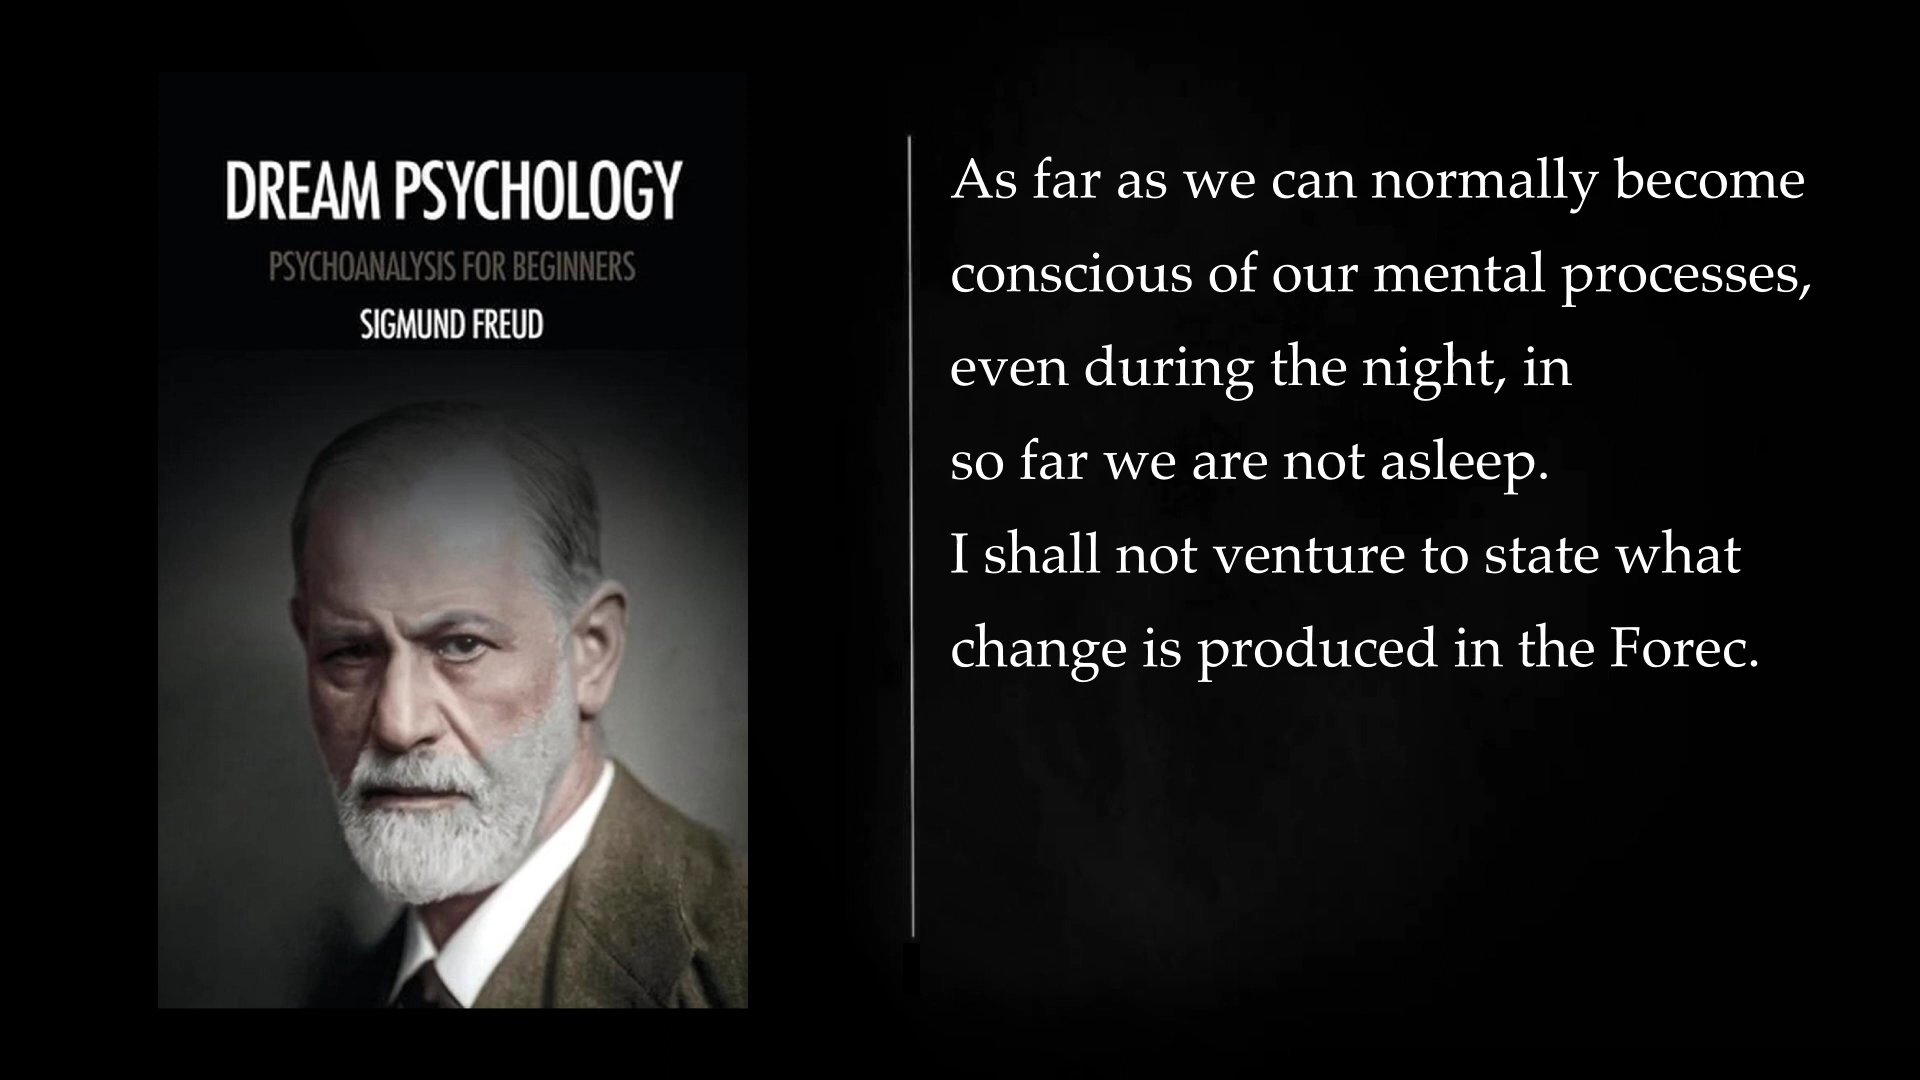 DREAM PSYCHOLOGY
PSYCHOANALYSIS FOR BEGINNERS
SIGMUND FREUD
As far as we can normally become
conscious of our mental processes,
even during the night, in
so far we are not asleep.
I shall not venture to state what
change is produced in the Forec.